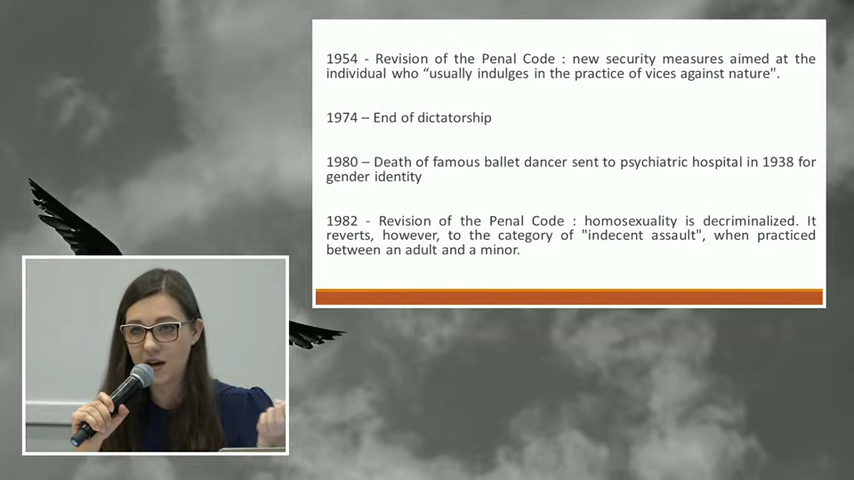 1954 - Revision of the Penal Code : new security measures aimed at the
individual who “usually indulges in the practice of vices against nature".
1974 – End of dictatorship
1980 – Death of famous ballet dancer sent to psychiatric hospital in 1938 for
gender identity
1982 - Revision of the Penal Code : homosexuality is decriminalized. It
reverts, however, to the category of "indecent assault", when practiced
between an adult and a minor.